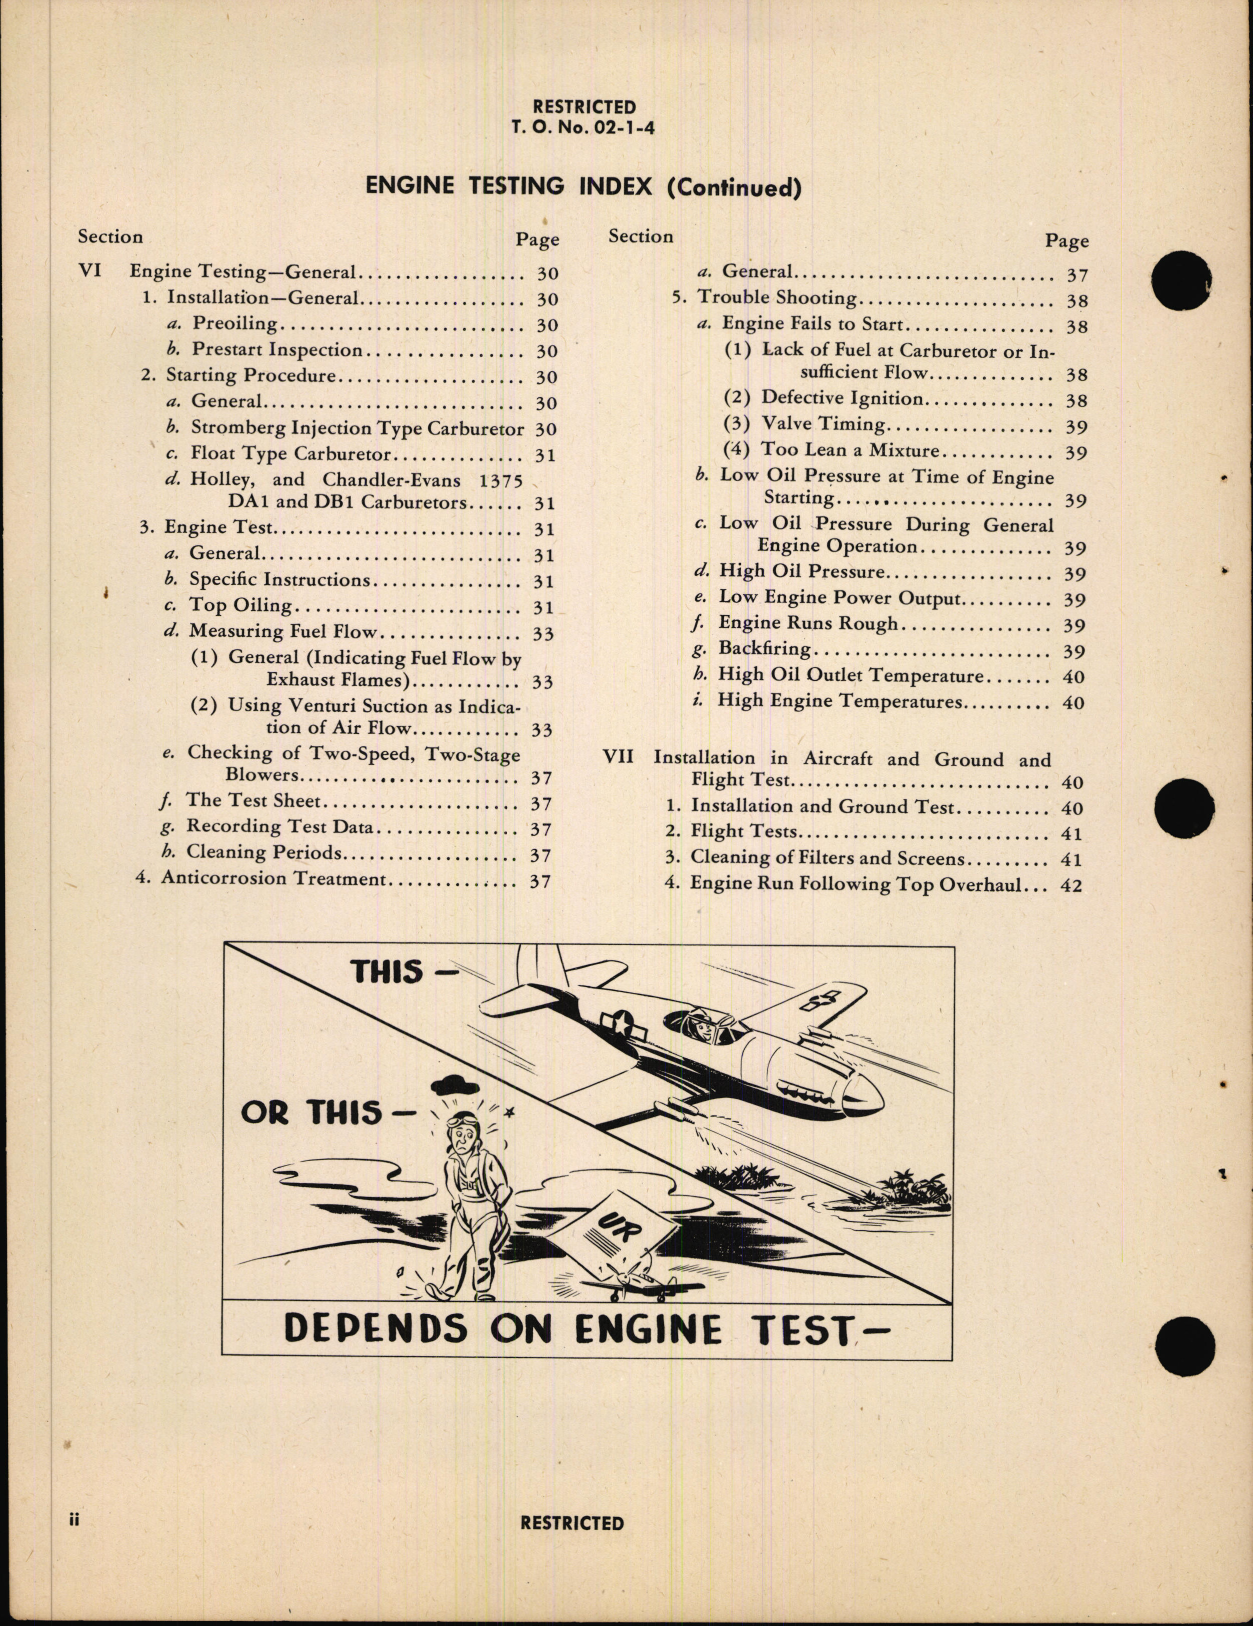 RESTRICTED
T. O. No. 02-1-4
ENGINE TESTING INDEX (Continued)
Section Page
VI Engine Testing—General.................. 30
1. Installation—General.................. 30
a. Preoiling.......................... 30
b. Prestart Inspection................ 30
2. Starting Procedure.................... 30
a. General............................ 30
b. Stromberg Injection Type Carburetor 30
c. Float Type Carburetor.............. 31
d. Holley, and Chandler-Evans 1375
DA1 and DB1 Carburetors...... 31
3. Engine Test........................... 31
a. General............................ 31
b. Specific Instructions................ 31
c. Top Oiling......................... 31
d. Measuring Fuel Flow............... 33
(1) General (Indicating Fuel Flow by
Exhaust Flames)............ 33
(2) Using Venturi Suction as Indica-
tion of Air Flow............ 33
e. Checking of Two-Speed, Two-Stage
Blowers....................... 37
f. The Test Sheet..................... 37
g. Recording Test Data............... 37
h. Cleaning Periods................... 37
4. Anticorrosion Treatment.............. 37
Section Page
a. General............................ 37
5. Trouble Shooting..................... 38
a. Engine Fails to Start................ 38
(1) Lack of Fuel at Carburetor or In-
sufficient Flow.............. 38
(2) Defective Ignition.............. 38
(3) Valve Timing.................. 39
(4) Too Lean a Mixture............ 39
b. Low Oil Pressure at Time of Engine
Starting....................... 39
c. Low Oil Pressure During General
Engine Operation.............. 39
d. High Oil Pressure.................. 39
e. Low Engine Power Output.......... 39
f. Engine Runs Rough................ 39
g. Backfiring......................... 39
h. High Oil Outlet Temperature....... 40
i. High Engine Temperatures.......... 40
VII Installation in Aircraft and Ground and
Flight Test............................ 40
1. Installation and Ground Test.......... 40
2. Flight Tests........................... 41
3. Cleaning of Filters and Screens......... 41
4. Engine Run Following Top Overhaul... 42
THIS —
OR THIS —
UR
DEPENDS ON ENGINE TEST—
ii RESTRICTED